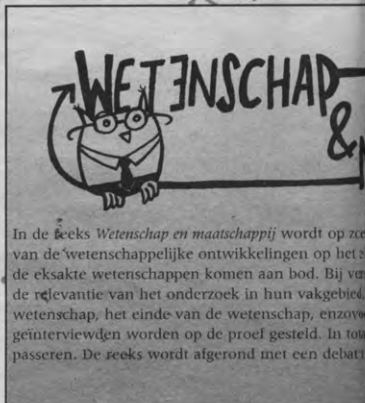 WETENSCHAP
&
In de reeks Wetenschap en maatschappij wordt op
van de wetenschappelijke ontwikkelingen op het
de eksakte wetenschappen komen aan bod. Bij
de relevantie van het onderzoek in hun vakgebied,
wetenschap, het einde van de wetenschap,
geïnterviewden worden op de proef gesteld. In
passeren. De reeks wordt afgerond met een debat